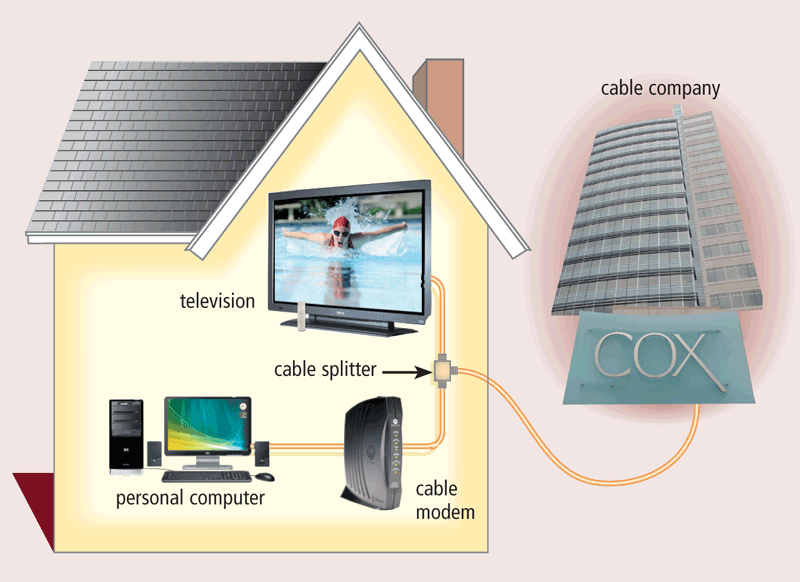 cable company
COX
television
cable splitter
personal computer
cable
modem